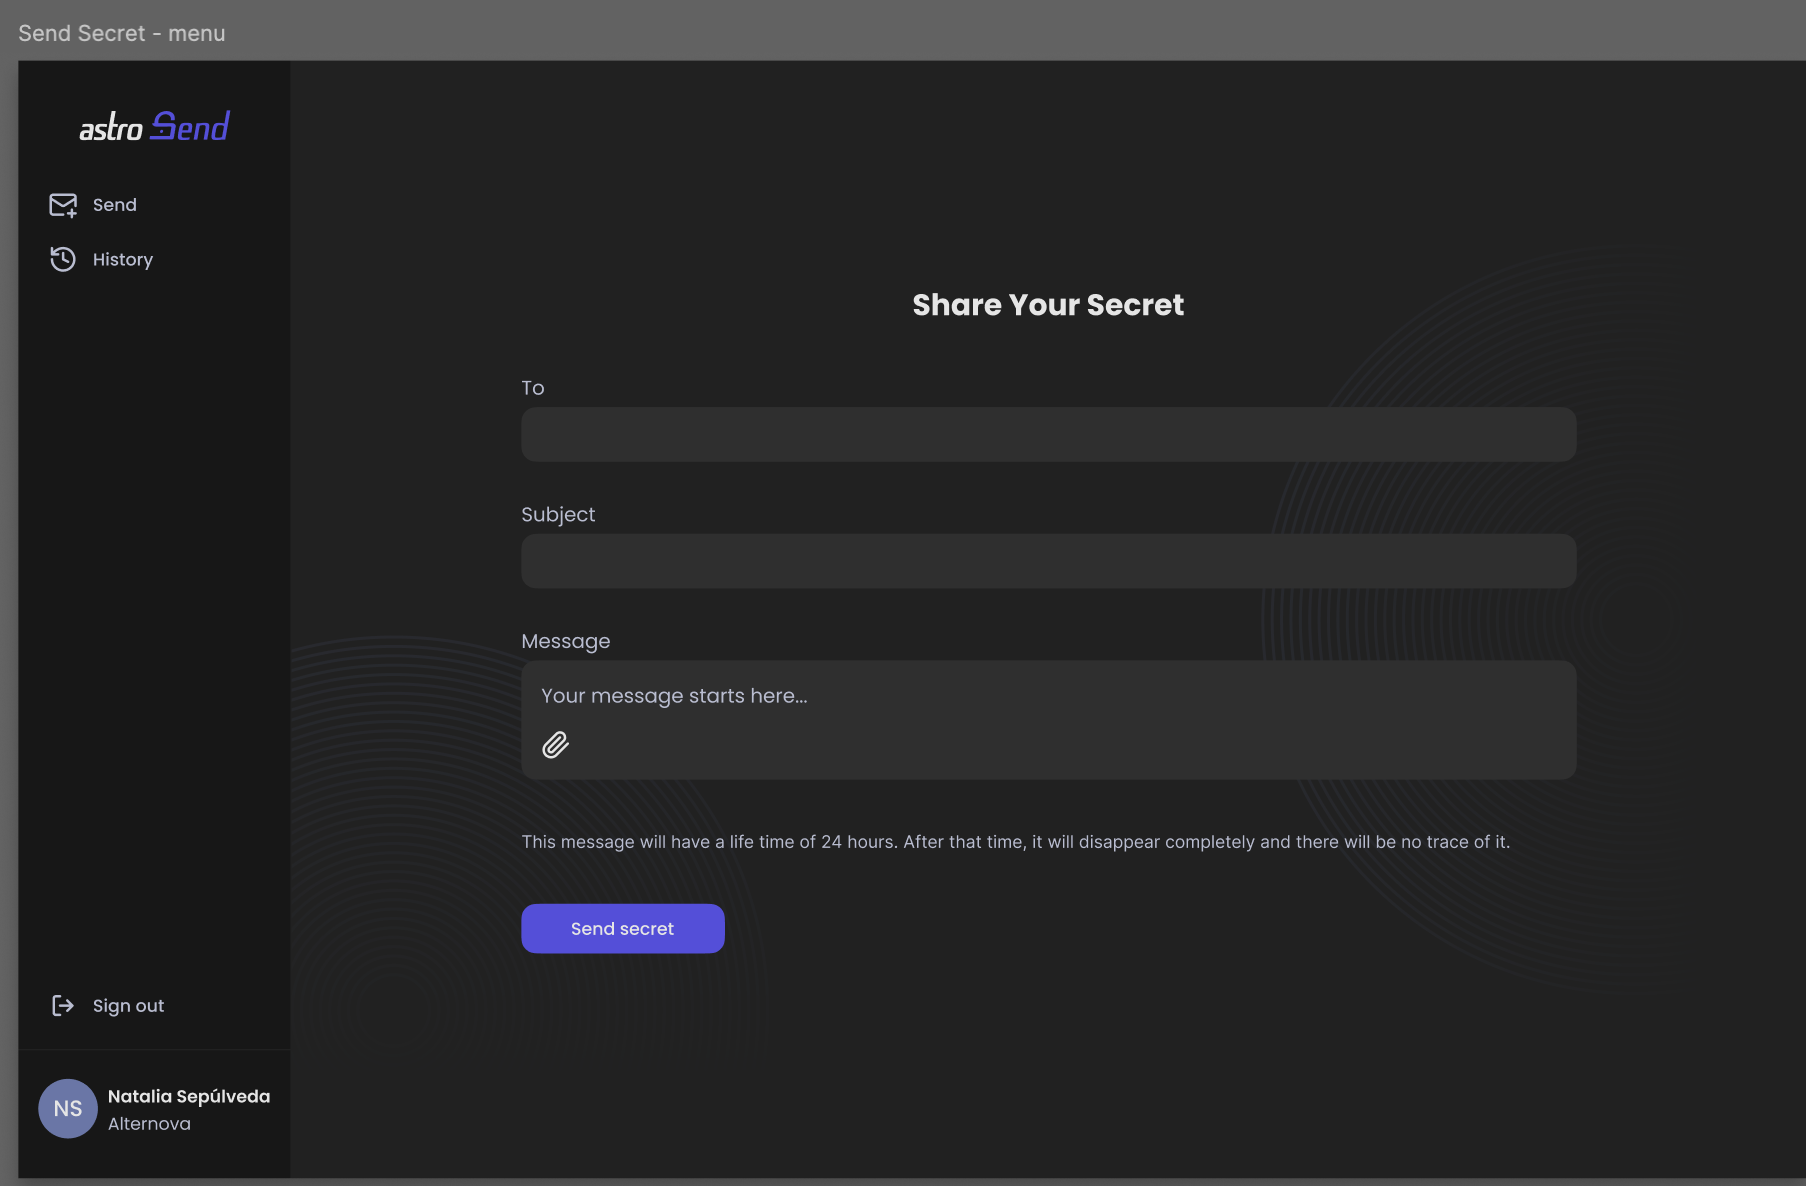 Send Secret - menu
astro Send
Send
History
Share Your Secret
To
Subject
Message
Your message starts here...
This message will have a life time of 24 hours. After that time, it will disappear completely and there will be no trace of it.
Send secret
Sign out
NS
Natalia Sepúlveda
Alternova